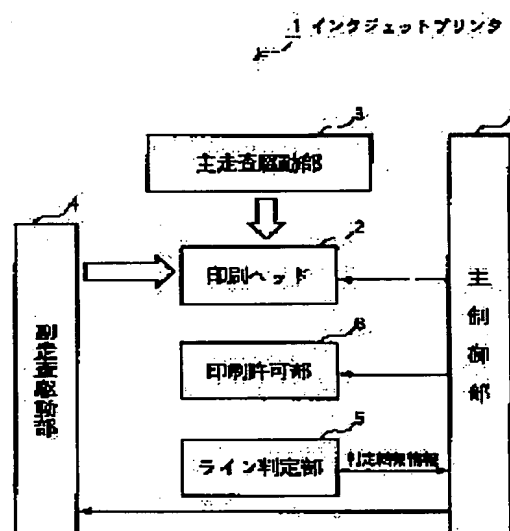 1 インクジェットプリンタ
3
主走査駆動部
4
2
印刷ヘッド
主制御部
副走査駆動部
6
印刷許可部
5
ライン判定部
判定結果情報